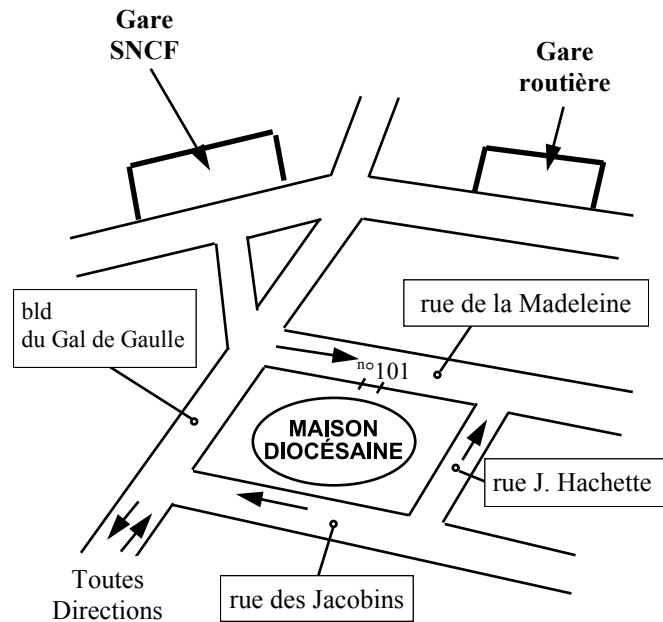 Gare
SNCF
Gare
routière
bld
du Gal de Gaulle
rue de la Madeleine
n°101
MAISON
DIOCÉSAINE
rue J. Hachette
rue des Jacobins
Toutes
Directions